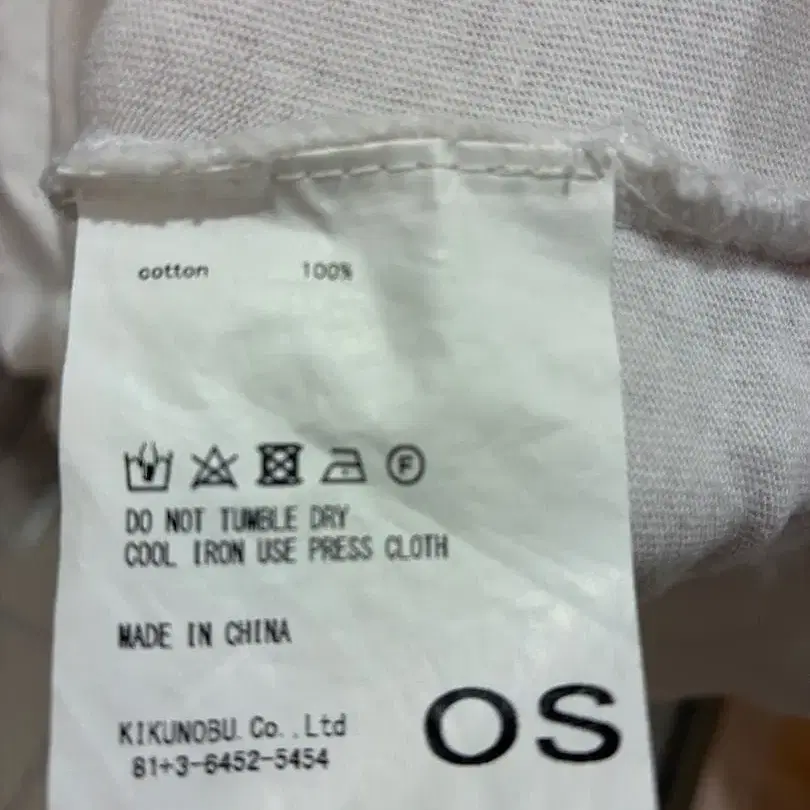 cotton 100%
F
DO NOT TUMBLE DRY
COOL IRON USE PRESS CLOTH
MADE IN CHINA
KIKUNOBU.Co.,Ltd
81+3-6452-5454
OS